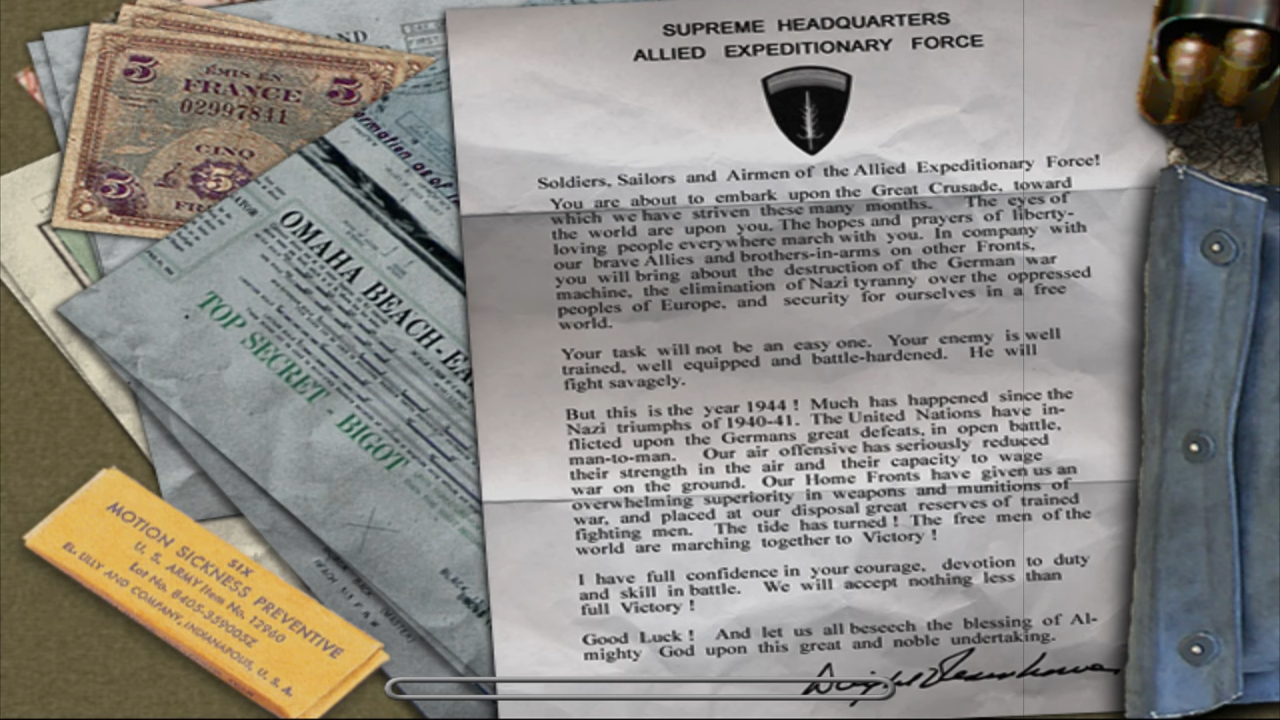 SUPREME HEADQUARTERS
ALLIED EXPEDITIONARY FORCE
Soldiers, Sailors and Airmen of the Allied Expeditionary Force!
You are about to embark upon the Great Crusade, toward
which we have striven these many months. The eyes of
the world are upon you. The hopes and prayers of liberty-
loving people everywhere march with you. In company with
our brave Allies and brothers-in-arms on other Fronts,
you will bring about the destruction of the German war
machine, the elimination of Nazi tyranny over the oppressed
peoples of Europe, and security for ourselves in a free
world.
Your task will not be an easy one. Your enemy is well
trained, well equipped and battle-hardened. He will
fight savagely.
But this is the year 1944 ! Much has happened since the
Nazi triumphs of 1940-41. The United Nations have in-
flicted upon the Germans great defeats, in open battle,
man-to-man. Our air offensive has seriously reduced
their strength in the air and their capacity to wage
war on the ground. Our Home Fronts have given us an
overwhelming superiority in weapons and munitions of
war, and placed at our disposal great reserves of trained
fighting men. The tide has turned ! The free men of the
world are marching together to Victory !
I have full confidence in your courage, devotion to duty
and skill in battle. We will accept nothing less than
full Victory !
Good Luck ! And let us all beseech the blessing of Al-
mighty God upon this great and noble undertaking.
Dwight D Eisenhower
5 5
ÉMIS EN
FRANCE
02997841
CINQ
5 5
OMAHA BEACH-EA
TOP SECRET - BIGOT
SIX
MOTION SICKNESS PREVENTIVE
U. S. ARMY Item No. 12960
Lot No. 8405-35900SZ
ELI LILLY AND COMPANY, INDIANAPOLIS, U. S. A.